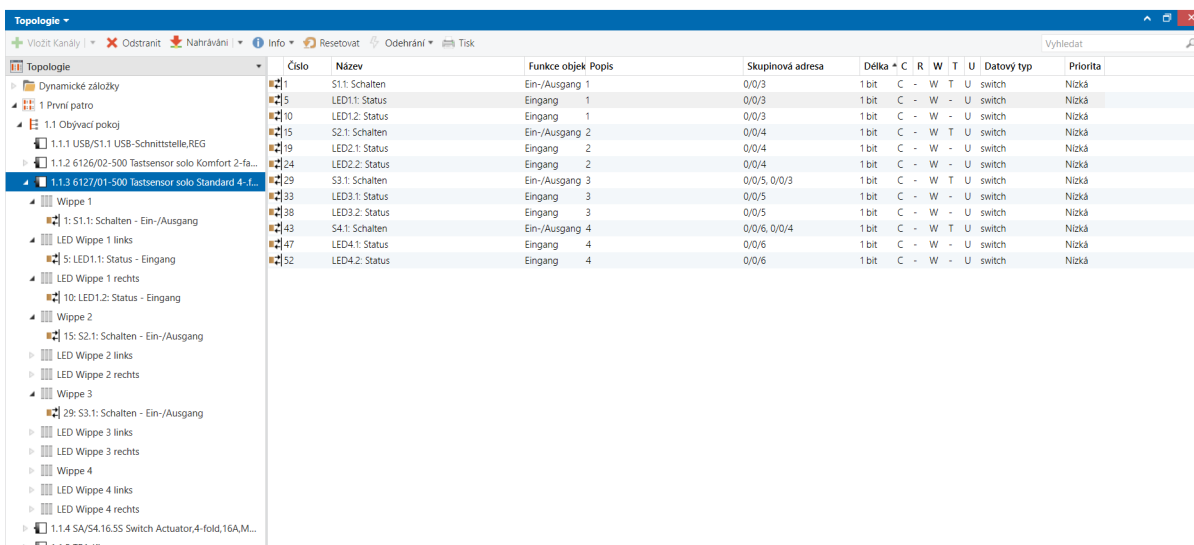 Topologie
Vložit Kanály Odstranit Nahrávání Info Resetovat Odehrání Tisk Vyhledat
Topologie
Dynamické záložky
1 První patro
1.1 Obývací pokoj
1.1.1 USB/S1.1 USB-Schnittstelle,REG
1.1.2 6126/02-500 Tastsensor solo Komfort 2-fa...
1.1.3 6127/01-500 Tastsensor solo Standard 4-.f...
Wippe 1
1: S1.1: Schalten - Ein-/Ausgang
LED Wippe 1 links
5: LED1.1: Status - Eingang
LED Wippe 1 rechts
10: LED1.2: Status - Eingang
Wippe 2
15: S2.1: Schalten - Ein-/Ausgang
LED Wippe 2 links
LED Wippe 2 rechts
Wippe 3
29: S3.1: Schalten - Ein-/Ausgang
LED Wippe 3 links
LED Wippe 3 rechts
Wippe 4
LED Wippe 4 links
LED Wippe 4 rechts
1.1.4 SA/S4.16.5S Switch Actuator,4-fold,16A,M...
Číslo Název Funkce objek Popis Skupinová adresa Délka C R W T U Datový typ Priorita
1 S1.1: Schalten Ein-/Ausgang 1 0/0/3 1 bit C - W T U switch Nízká
5 LED1.1: Status Eingang 1 0/0/3 1 bit C - W - U switch Nízká
10 LED1.2: Status Eingang 1 0/0/3 1 bit C - W - U switch Nízká
15 S2.1: Schalten Ein-/Ausgang 2 0/0/4 1 bit C - W T U switch Nízká
19 LED2.1: Status Eingang 2 0/0/4 1 bit C - W - U switch Nízká
24 LED2.2: Status Eingang 2 0/0/4 1 bit C - W - U switch Nízká
29 S3.1: Schalten Ein-/Ausgang 3 0/0/5, 0/0/3 1 bit C - W T U switch Nízká
33 LED3.1: Status Eingang 3 0/0/5 1 bit C - W - U switch Nízká
38 LED3.2: Status Eingang 3 0/0/5 1 bit C - W - U switch Nízká
43 S4.1: Schalten Ein-/Ausgang 4 0/0/6, 0/0/4 1 bit C - W T U switch Nízká
47 LED4.1: Status Eingang 4 0/0/6 1 bit C - W - U switch Nízká
52 LED4.2: Status Eingang 4 0/0/6 1 bit C - W - U switch Nízká